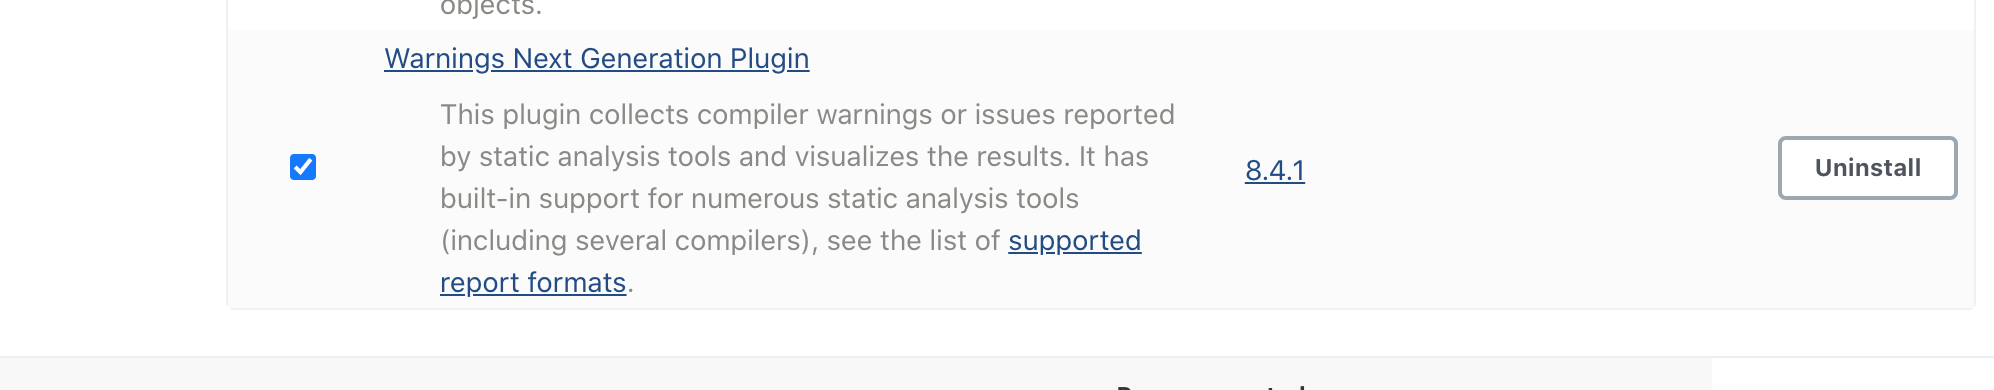 objects.
Warnings Next Generation Plugin
This plugin collects compiler warnings or issues reported
by static analysis tools and visualizes the results. It has
built-in support for numerous static analysis tools
(including several compilers), see the list of supported
report formats.
8.4.1
Uninstall